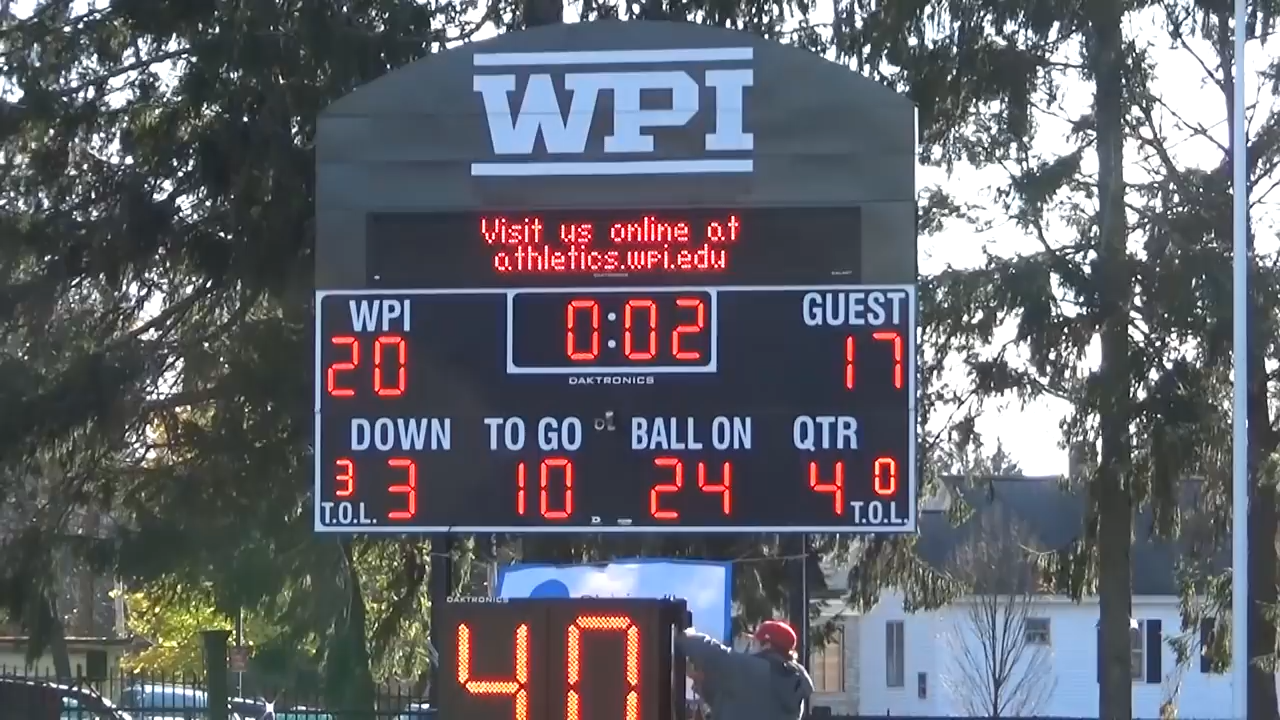 WPI
Visit us online at
athletics.wpi.edu
DAKTRONICS
WPI 0:02 GUEST
20 17
DAKTRONICS
DOWN TO GO BALL ON QTR
3 3 10 24 4 0
T.O.L. T.O.L.
DAKTRONICS
40